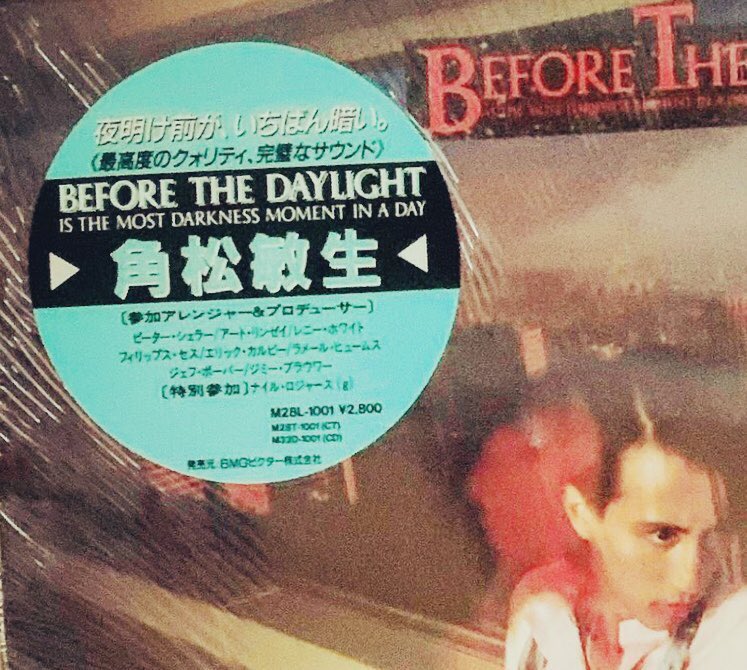 BEFORE THE
夜明け前が、いちばん暗い。
《最高度のクォリティ、完璧なサウンド》
BEFORE THE DAYLIGHT
IS THE MOST DARKNESS MOMENT IN A DAY
▶角松敏生◀
〔参加アレンジャー&プロデューサー〕
ピーター・シェラー/アート・リンゼイ/レニー・ホワイト
フィリップス・セス/エリック・カルビー/ラメール・ヒュームス
ジェフ・ボーバー/ジミー・ブラウワー
〔特別参加〕ナイル・ロジャース(g)
M28L-1001 ¥2,800
M28T-1001(CT)
M32D-1001(CD)
発売元:BMGビクター株式会社